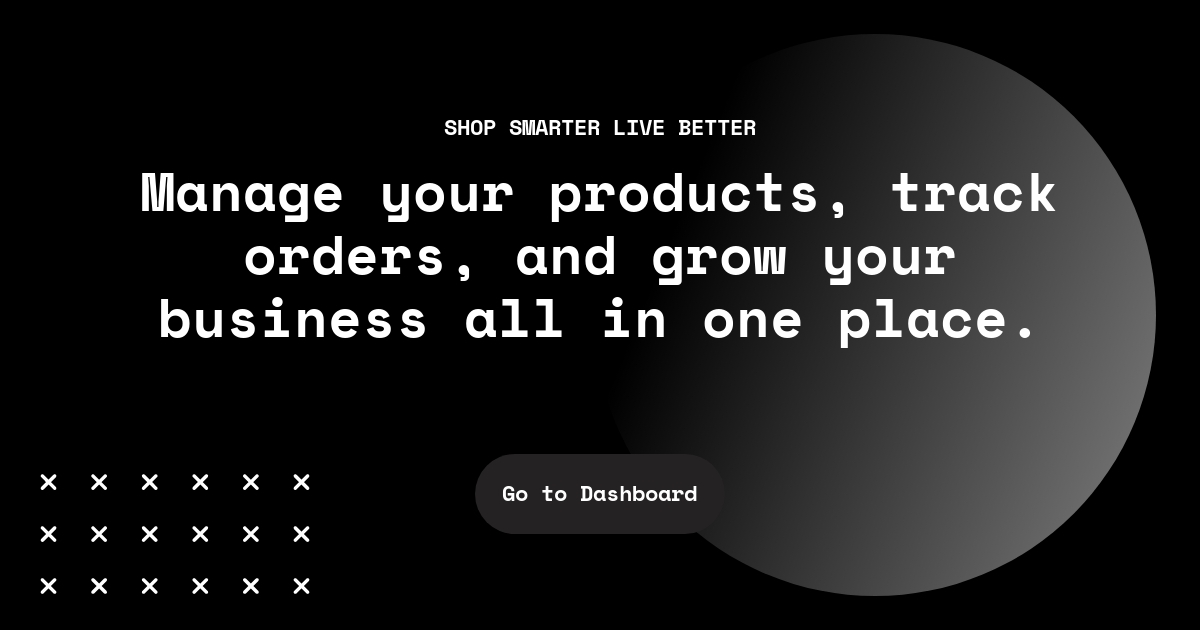 SHOP SMARTER LIVE BETTER
Manage your products, track
orders, and grow your
business all in one place.
Go to Dashboard